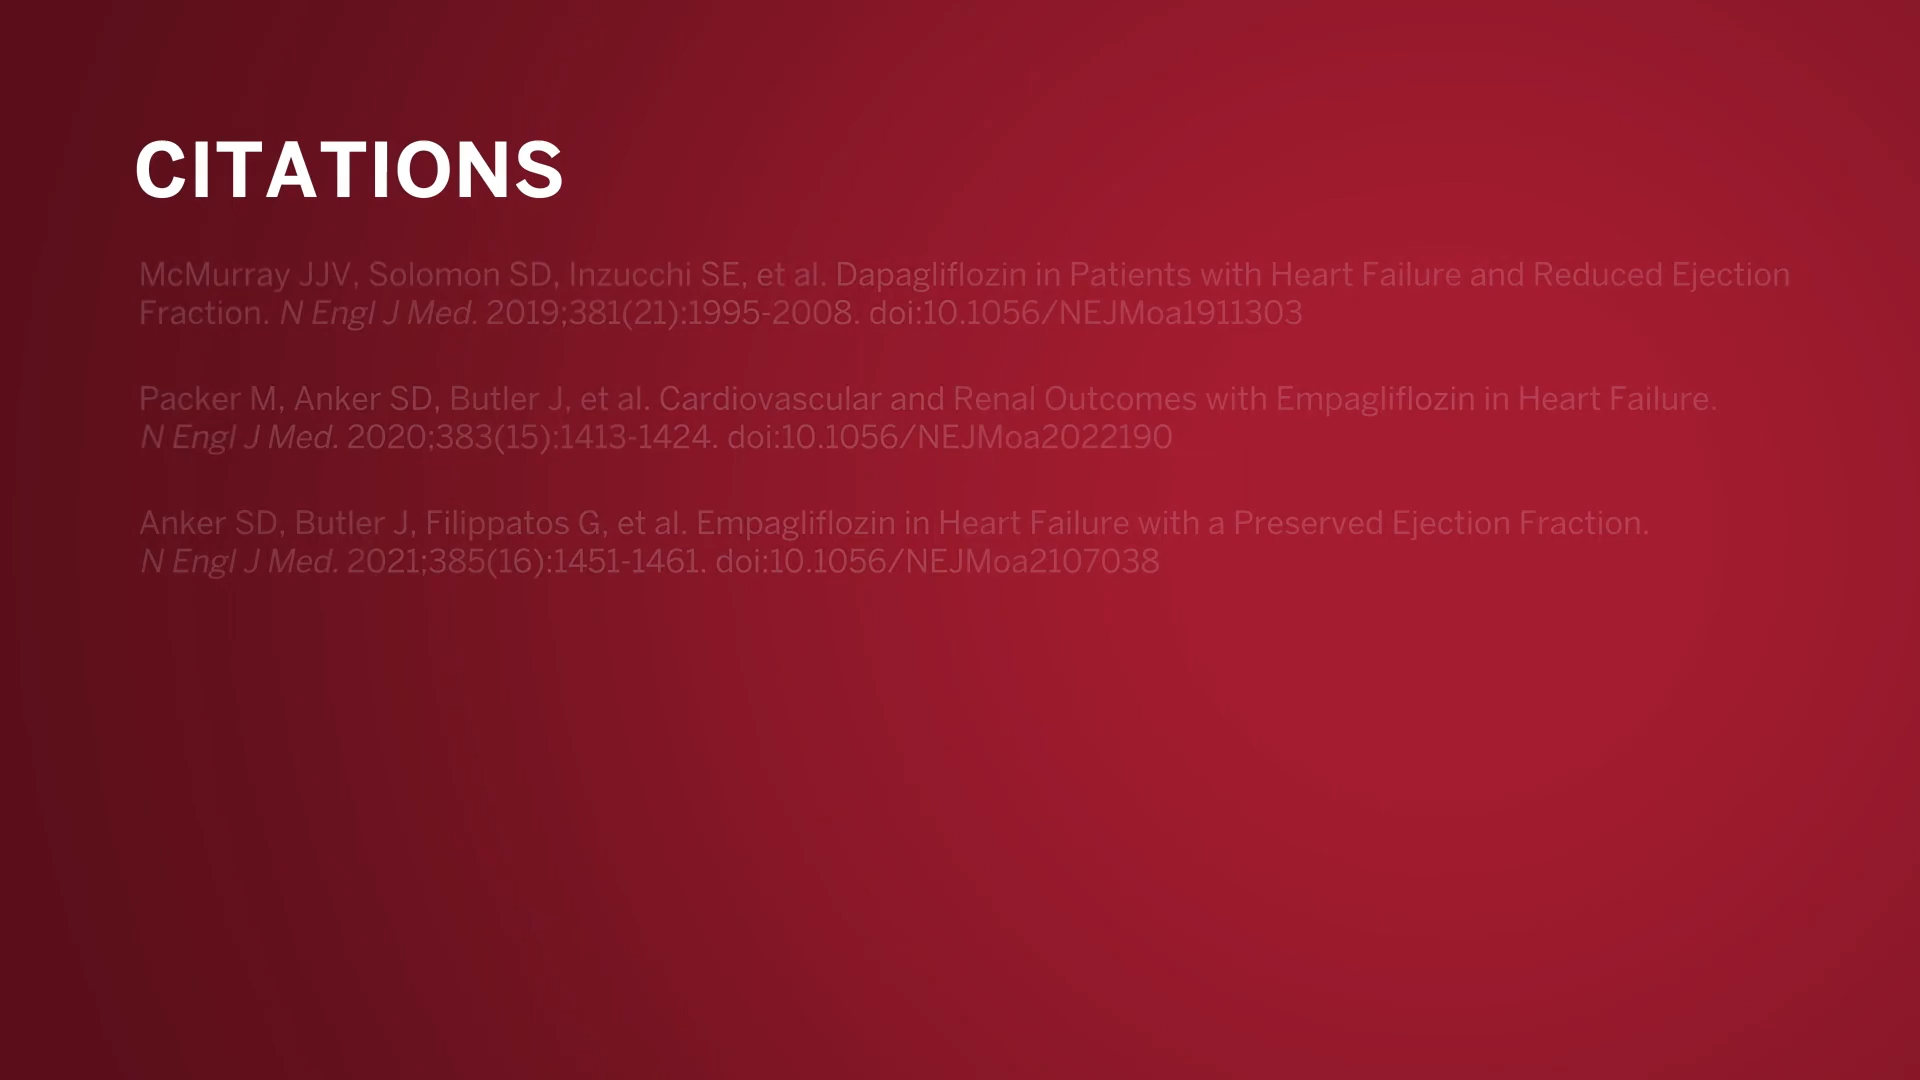 CITATIONS
McMurray JJV, Solomon SD, Inzucchi SE, et al. Dapagliflozin in Patients with Heart Failure and Reduced Ejection
Fraction. N Engl J Med. 2019;381(21):1995-2008. doi:10.1056/NEJMoa1911303
Packer M, Anker SD, Butler J, et al. Cardiovascular and Renal Outcomes with Empagliflozin in Heart Failure.
N Engl J Med. 2020;383(15):1413-1424. doi:10.1056/NEJMoa2022190
Anker SD, Butler J, Filippatos G, et al. Empagliflozin in Heart Failure with a Preserved Ejection Fraction.
N Engl J Med. 2021;385(16):1451-1461. doi:10.1056/NEJMoa2107038